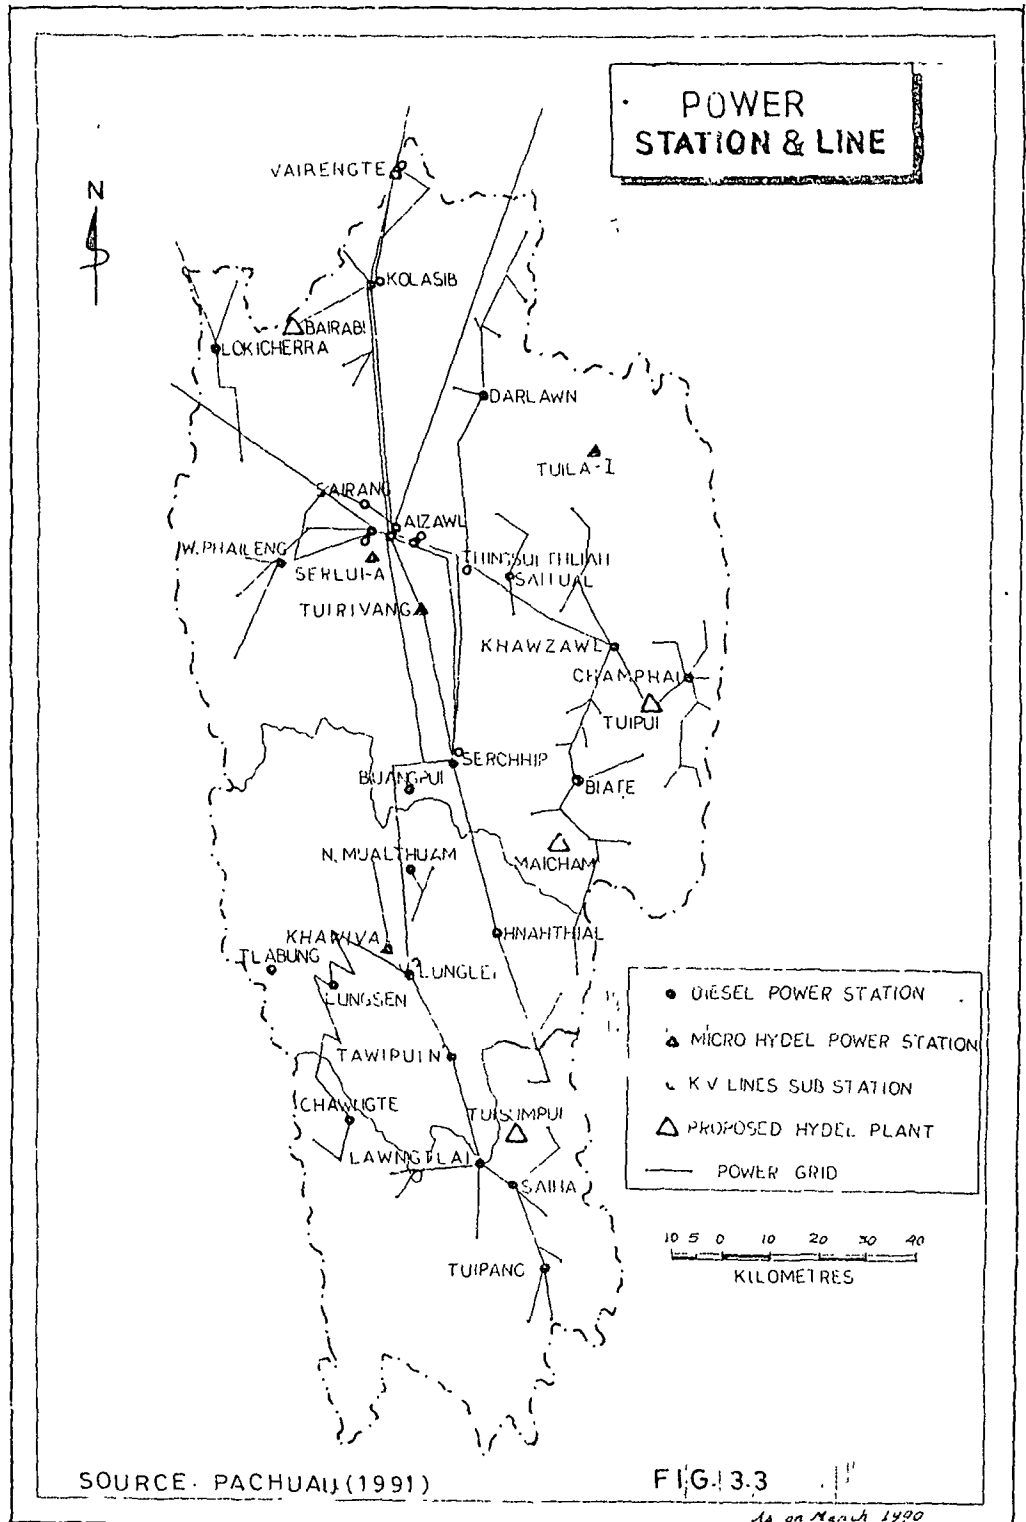 POWER
STATION & LINE
N
VAIRENGTE
KOLASIB
BAIRABI
LOKICHERRA
DARLAWN
TUILA-I
SAIRANG
AIZAWL
W.PHAILENG
THINGSULTHLIAH
SERLUI-A
SAITUAL
TUIRIVANG
KHAWZAWL
CHAMPHAI
TUIPUI
SERCHHIP
BUANGPUI
BIATE
N. MUALTHUAM
MAICHAM
KHAWIVA
HNAHTHIAL
TLABUNG
LUNGLEI
LUNGSEN
DIESEL POWER STATION
MICRO HYDEL POWER STATION
K V LINES SUB STATION
PROPOSED HYDEL PLANT
POWER GRID
TAWIPUI N
CHAWNGTE
TUISUMPUI
LAWNGTLAI
SAIHA
TUIPANG
10 5 0 10 20 30 40
KILOMETRES
SOURCE. PACHUAU (1991)
FIG. 3.3
As on March 1990